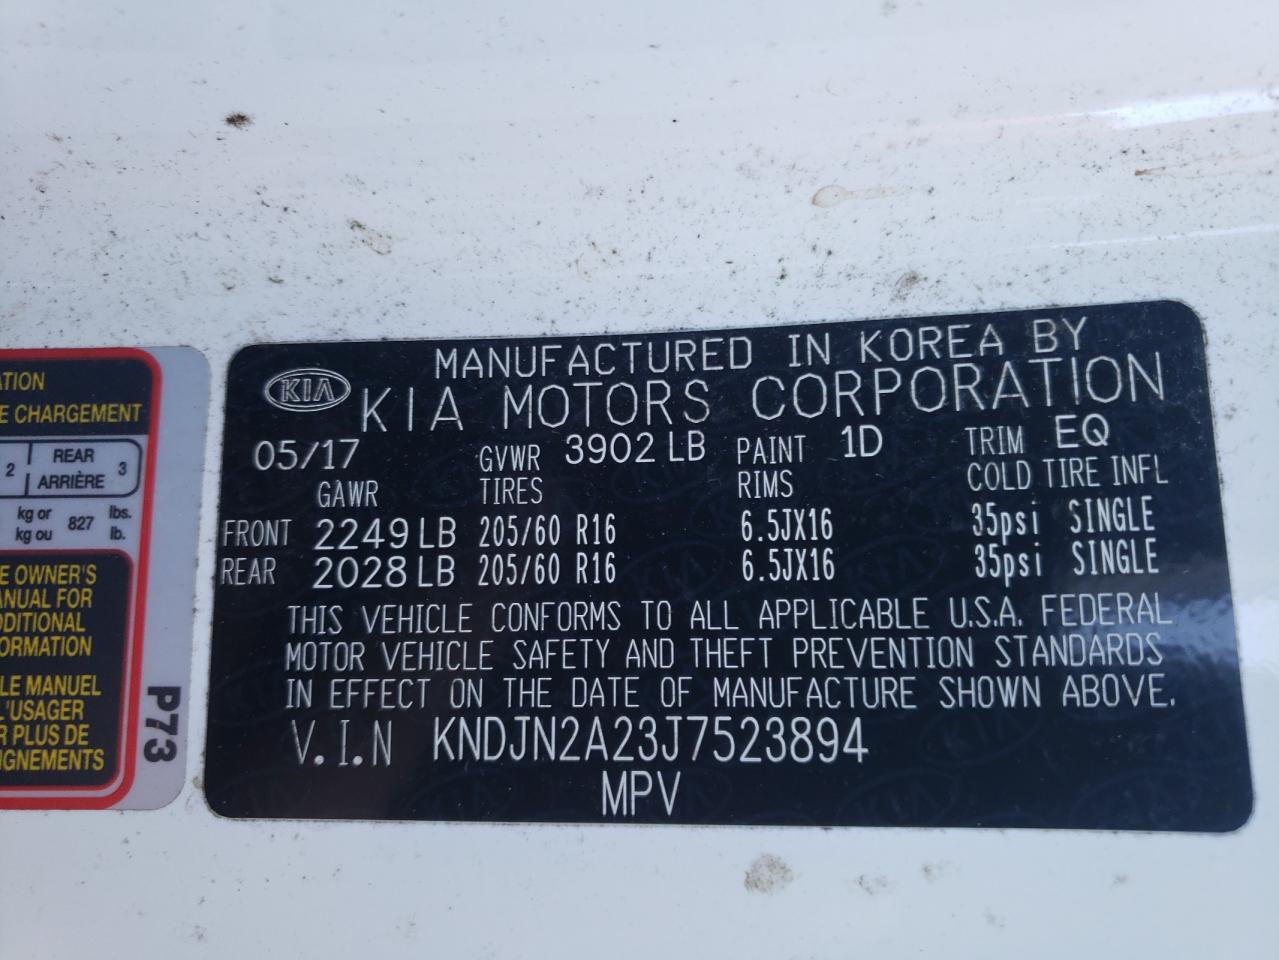 ATION
E CHARGEMENT
2 REAR ARRIÈRE 3
kg or
kg ou 827 lbs.
lb.
E OWNER'S
ANUAL FOR
DDITIONAL
FORMATION
LE MANUEL
L'USAGER
R PLUS DE
IGNEMENTS
P73
MANUFACTURED IN KOREA BY
KIA KIA MOTORS CORPORATION
05/17 GVWR 3902 LB PAINT 1D TRIM EQ
GAWR TIRES RIMS COLD TIRE INFL
FRONT 2249 LB 205/60 R16 6.5JX16 35psi SINGLE
REAR 2028 LB 205/60 R16 6.5JX16 35psi SINGLE
THIS VEHICLE CONFORMS TO ALL APPLICABLE U.S.A. FEDERAL
MOTOR VEHICLE SAFETY AND THEFT PREVENTION STANDARDS
IN EFFECT ON THE DATE OF MANUFACTURE SHOWN ABOVE.
V.I.N KNDJN2A23J7523894
MPV